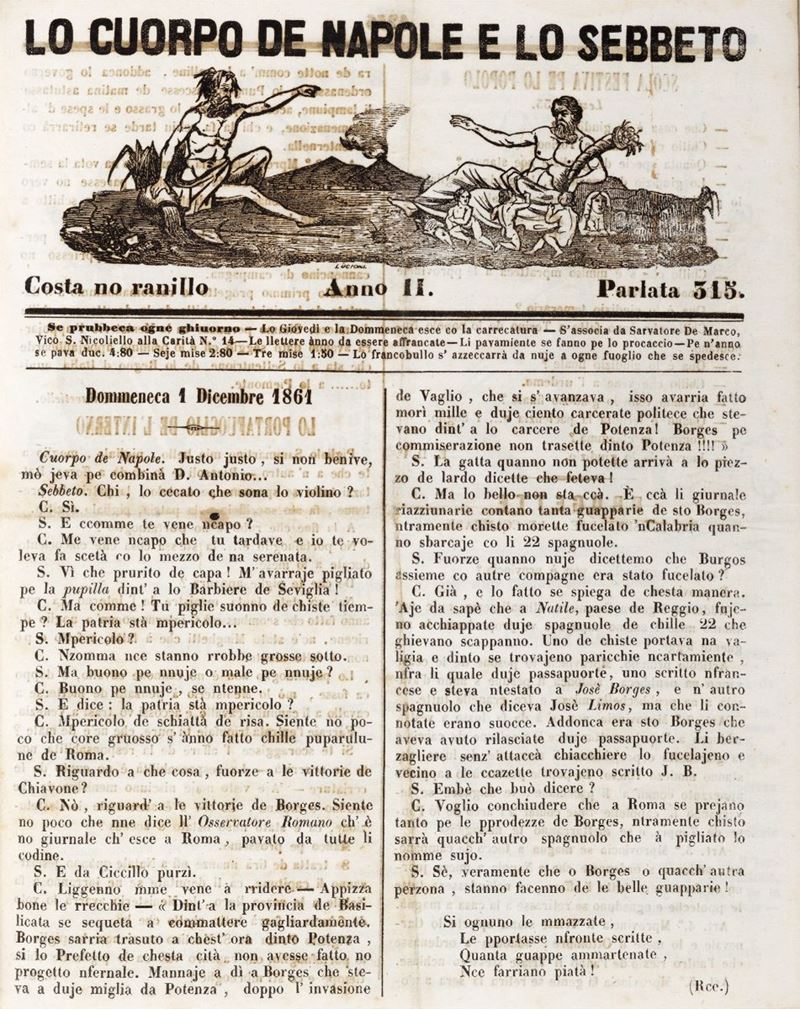 LO CUORPO DE NAPOLE E LO SEBBETO
LUCIONI
Costa no ranillo Anno II. Parlata 315.
Se prubbeca ogne ghiuorno — Lo Giovedì e la Dommeneca esce co la carrecatura — S'associa da Sarvatore De Marco,
Vico S. Nicoliello alla Carità N.° 14—Le llettere ànno da essere affrancate—Li pavamiente se fanno pe lo procaccio—Pe n'anno
se pava duc. 4:80 — Seje mise 2:80 — Tre mise 1:50 — Lo francobullo s' azzeccarrà da nuje a ogne fuoglio che se spedesce.
Dommeneca 1 Dicembre 1861
Cuorpo de Napole. Justo justo, si non benive,
mò jeva pe combinà D. Antonio...
Sebbeto. Chi, lo cecato che sona lo violino?
C. Sì.
S. E ccomme te vene ncapo?
C. Me vene ncapo che tu tardave e io te vo-
leva fa scetà co lo mezzo de na serenata.
S. Vì che prurito de capa! M'avarraje pigliato
pe la pupilla dint' a lo Barbiere de Seviglia!
C. Ma comme! Tu piglie suonno de chiste tiem-
pe? La patria stà mpericolo...
S. Mpericolo?
C. Nzomma nce stanno rrobbe grosse sotto.
S. Ma buono pe nnuje o male pe nnuje?
C. Buono pe nnuje, se ntenne.
S. E dice: la patria stà mpericolo?
C. Mpericolo de schiattà de risa. Siente no po-
co che core gruosso s' ànno fatto chille puparulu-
ne de Roma.
S. Riguardo a che cosa, fuorze a le vittorie de
Chiavone?
C. Nò, riguard' a le vittorie de Borges. Siente
no poco che nne dice ll' Osservatore Romano ch' è
no giornale ch' esce a Roma, pavato da tutte li
codine.
S. E da Ciccillo purzì.
C. Liggenno mme vene à rridere — Appizza
bone le rrecchie — « Dint' a la provincia de Basi-
licata se sequeta a commattere gagliardamente.
Borges sarria trasuto a chest' ora dinto Potenza,
si lo Prefetto de chesta cità non avesse fatto no
progetto nfernale. Mannaje a dì a Borges che ste-
va a duje miglia da Potenza, doppo l' invasione
de Vaglio, che si s' avanzava, isso avarria fatto
morì mille e duje ciento carcerate politece che ste-
vano dint' a lo carcere de Potenza! Borges pe
commiserazione non trasette dinto Potenza !!!! »
S. La gatta quanno non potette arrivà a lo piez-
zo de lardo dicette che feteva!
C. Ma lo bello non sta ccà. È ccà li giurnale
riazziunarie contano tanta guapparie de sto Borges,
ntramente chisto morette fucelato 'nCalabria quan-
no sbarcaje co li 22 spagnuole.
S. Fuorze quanno nuje dicettemo che Burgos
assieme co autre compagne era stato fucelato?
C. Già, e lo fatto se spiega de chesta manera.
'Aje da sapè che a Natile, paese de Reggio, fuje-
no acchiappate duje spagnuole de chille 22 che
ghievano scappanno. Uno de chiste portava na va-
ligia e dinto se trovajeno paricchie ncartamiente,
nfra li quale duje passapuorte, uno scritto nfran-
cese e steva ntestato a Josè Borges, e n' autro
spagnuolo che diceva Josè Limos, ma che li con-
notate erano suocce. Addonca era sto Borges che
aveva avuto rilasciate duje passapuorte. Li ber-
zagliere senz' attaccà chiacchiere lo fucelajeno e
vecino a le ccazette trovajeno scritto J. B.
S. Embè che buò dicere?
C. Voglio conchiudere che a Roma se prejano
tanto pe le pprodezze de Borges, ntramente chisto
sarrà quacch' autro spagnuolo che à pigliato lo
nomme sujo.
S. Sè, veramente che o Borges o quacch' autra
perzona, stanno facenno de le belle guapparie!
Si ognuno le mmazzate,
Le pportasse nfronte scritte,
Quanta guappe ammartenate,
Nce farriano piatà!
(Rce.)